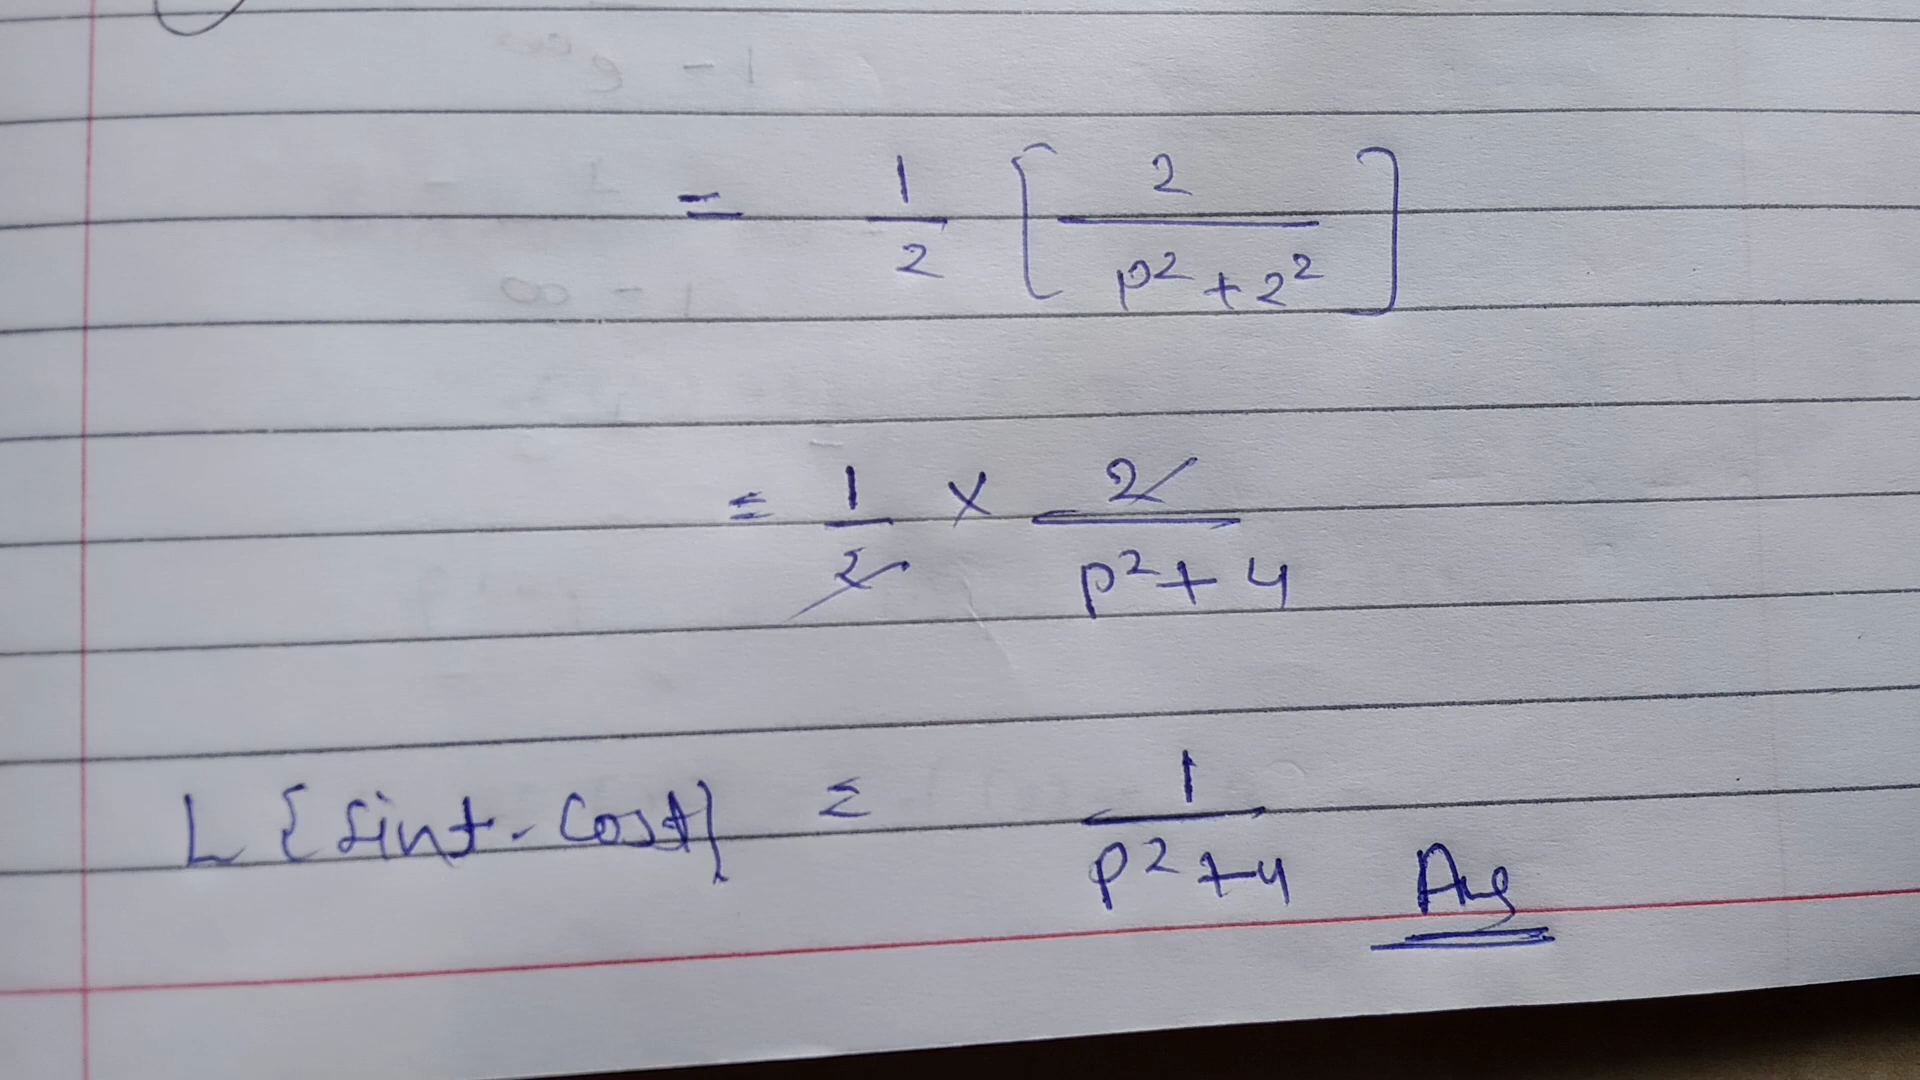 = 1/2 [ 2 / p² + 2² ]
= 1/2 × 2 / p² + 4
L {sint. cost} = 1 / p² + 4 Ans